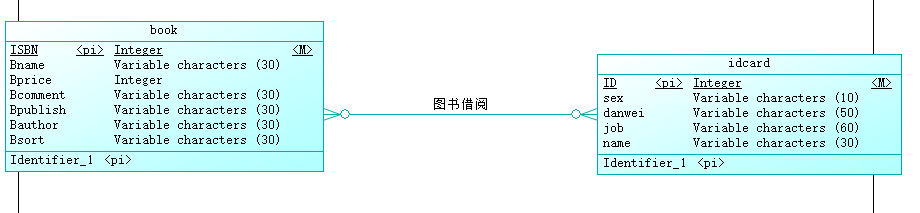 book
ISBN <pi> Integer <M>
Bname Variable characters (30)
Bprice Integer
Bcomment Variable characters (30)
Bpublish Variable characters (30)
Bauthor Variable characters (30)
Bsort Variable characters (30)
Identifier_1 <pi>
图书借阅
idcard
ID <pi> Integer <M>
sex Variable characters (10)
danwei Variable characters (50)
job Variable characters (60)
name Variable characters (30)
Identifier_1 <pi>